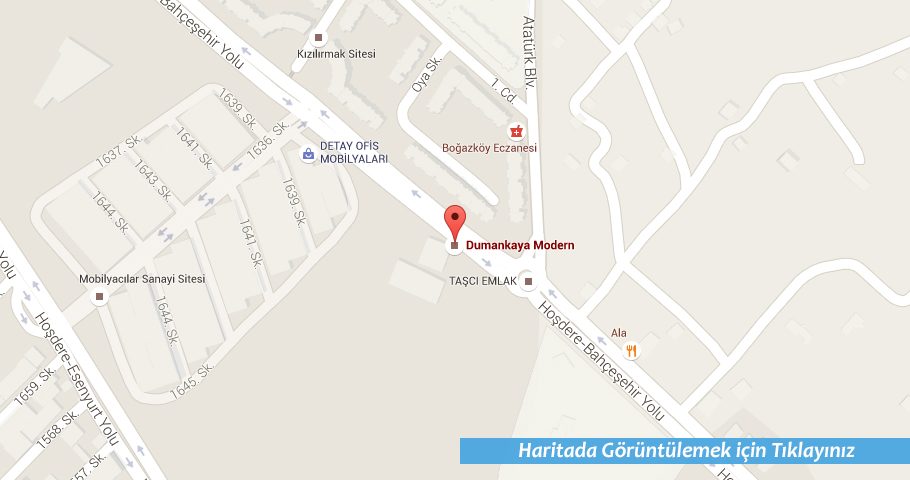 Bahçeşehir Yolu
Kızılırmak Sitesi
Oya Sk.
Atatürk Blv.
1. Cd.
1639. Sk.
1636. Sk.
1641. Sk.
1637. Sk.
1643. Sk.
1644. Sk.
DETAY OFİS
MOBİLYALARI
Boğazköy Eczanesi
1639. Sk.
1641. Sk.
Dumankaya Modern
Yolu
Mobilyacılar Sanayi Sitesi
TAŞCI EMLAK
1644. Sk.
Hoşdere-Esenyurt Yolu
Hoşdere-Bahçeşehir Yolu
Ala
1645. Sk.
1659. Sk.
1568. Sk.
Haritada Görüntülemek için Tıklayınız